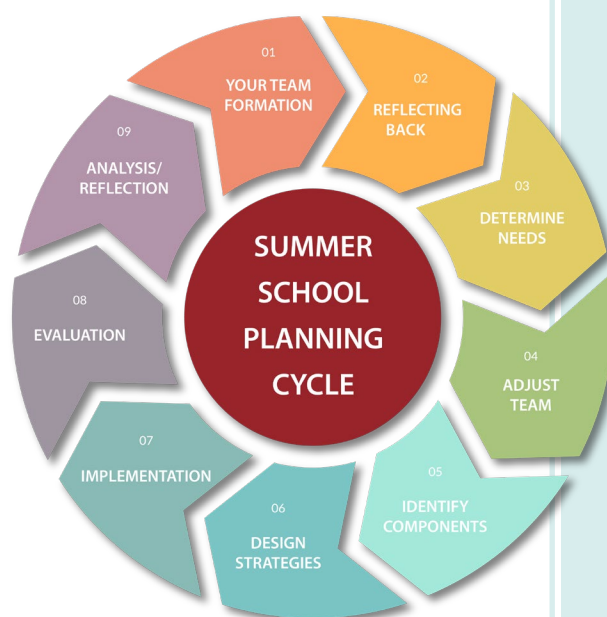 SUMMER
SCHOOL
PLANNING
CYCLE
01
YOUR TEAM
FORMATION
02
REFLECTING
BACK
03
DETERMINE
NEEDS
04
ADJUST
TEAM
05
IDENTIFY
COMPONENTS
06
DESIGN
STRATEGIES
07
IMPLEMENTATION
08
EVALUATION
09
ANALYSIS/
REFLECTION